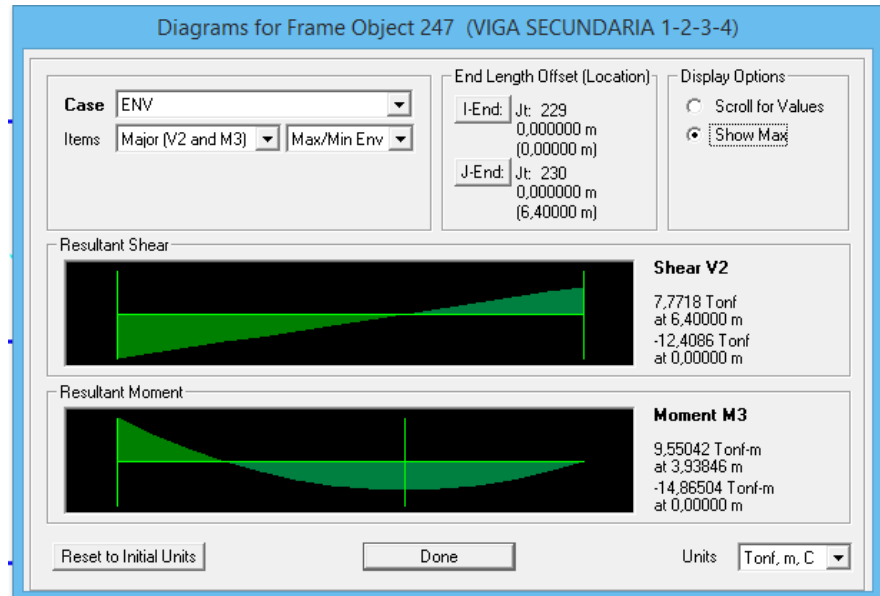 Diagrams for Frame Object 247 (VIGA SECUNDARIA 1-2-3-4)
Case ENV
Items Major (V2 and M3) Max/Min Env
End Length Offset (Location)
I-End: Jt: 229
0,000000 m
(0,00000 m)
J-End: Jt: 230
0,000000 m
(6,40000 m)
Display Options
Scroll for Values
Show Max
Resultant Shear
Shear V2
7,7718 Tonf
at 6,40000 m
-12,4086 Tonf
at 0,00000 m
Resultant Moment
Moment M3
9,55042 Tonf-m
at 3,93846 m
-14,86504 Tonf-m
at 0,00000 m
Reset to Initial Units Done Units Tonf, m, C